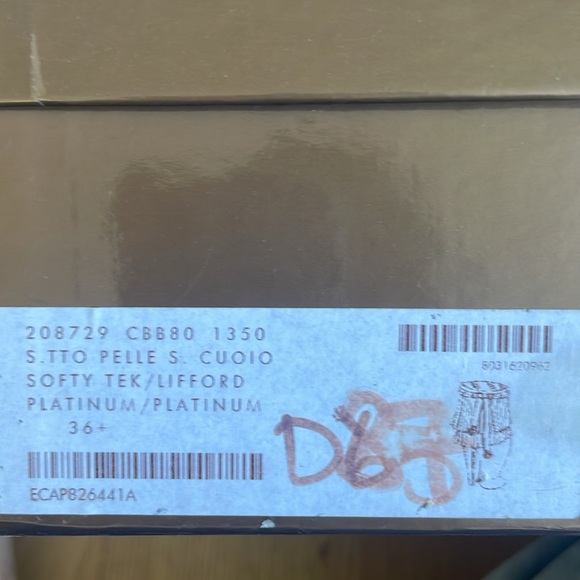 208729 CBB80 1350
S.TTO PELLE S. CUOIO
SOFTY TEK/LIFFORD
PLATINUM/PLATINUM
36+
ECAP826441A
8031620962